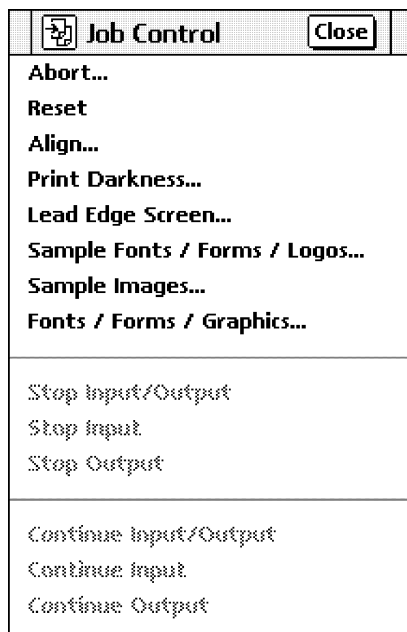 Job Control Close
Abort...
Reset
Align...
Print Darkness...
Lead Edge Screen...
Sample Fonts / Forms / Logos...
Sample Images...
Fonts / Forms / Graphics...
Stop Input/Output
Stop Input
Stop Output
Continue Input/Output
Continue Input
Continue Output